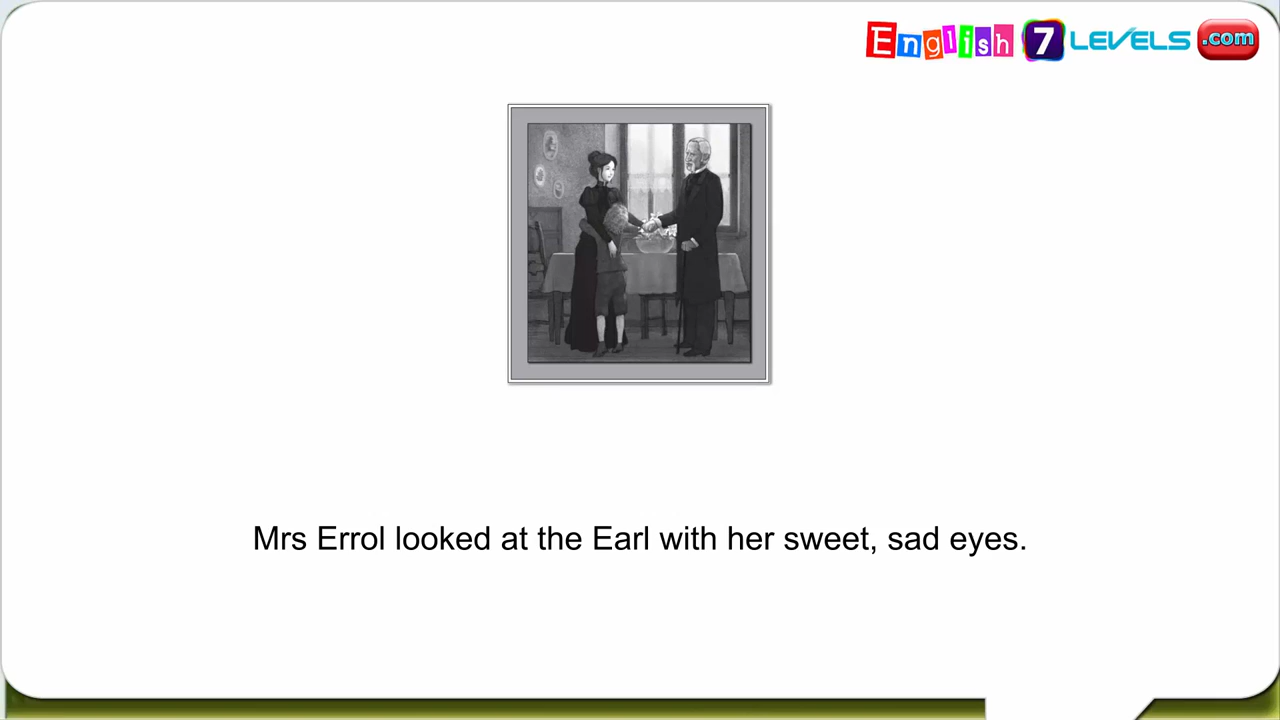 English 7 LEVELS .com
Mrs Errol looked at the Earl with her sweet, sad eyes.